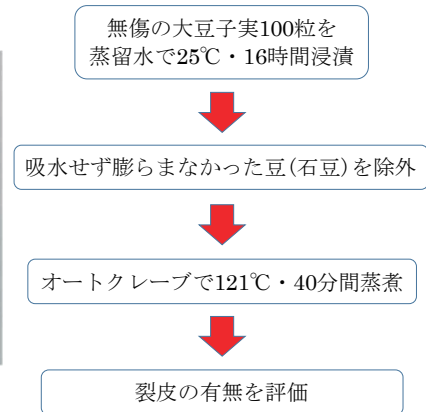 無傷の大豆子実100粒を
蒸留水で25℃・16時間浸漬
吸水せず膨らまなかった豆(石豆)を除外
オートクレーブで121℃・40分間蒸煮
裂皮の有無を評価